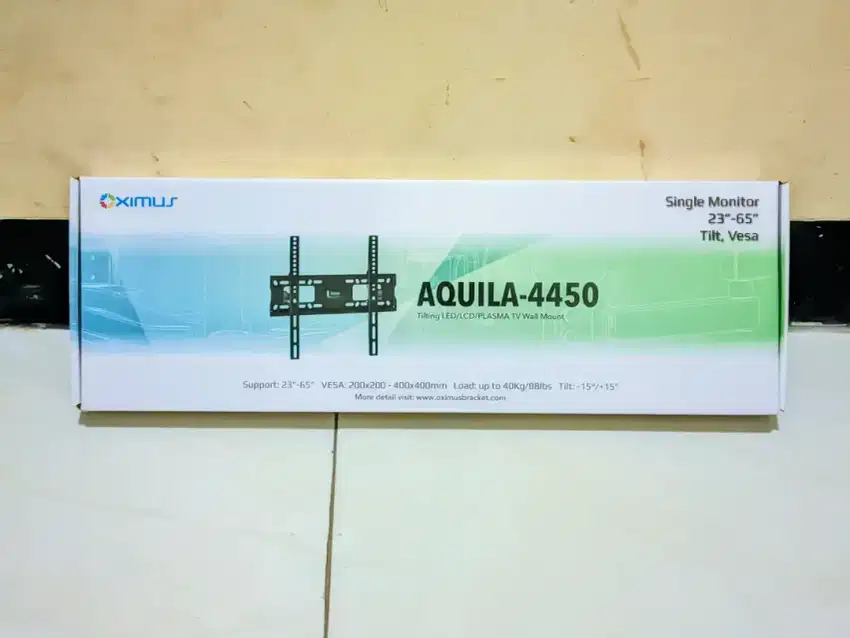 OXIMUS
Single Monitor
23"-65"
Tilt, Vesa
AQUILA-4450
Tilting LED/LCD/PLASMA TV Wall Mount
Support: 23"-65" VESA: 200x200 - 400x400mm Load: up to 40Kg/88lbs Tilt: -15°/+15°
More detail visit: www.oximusbracket.com